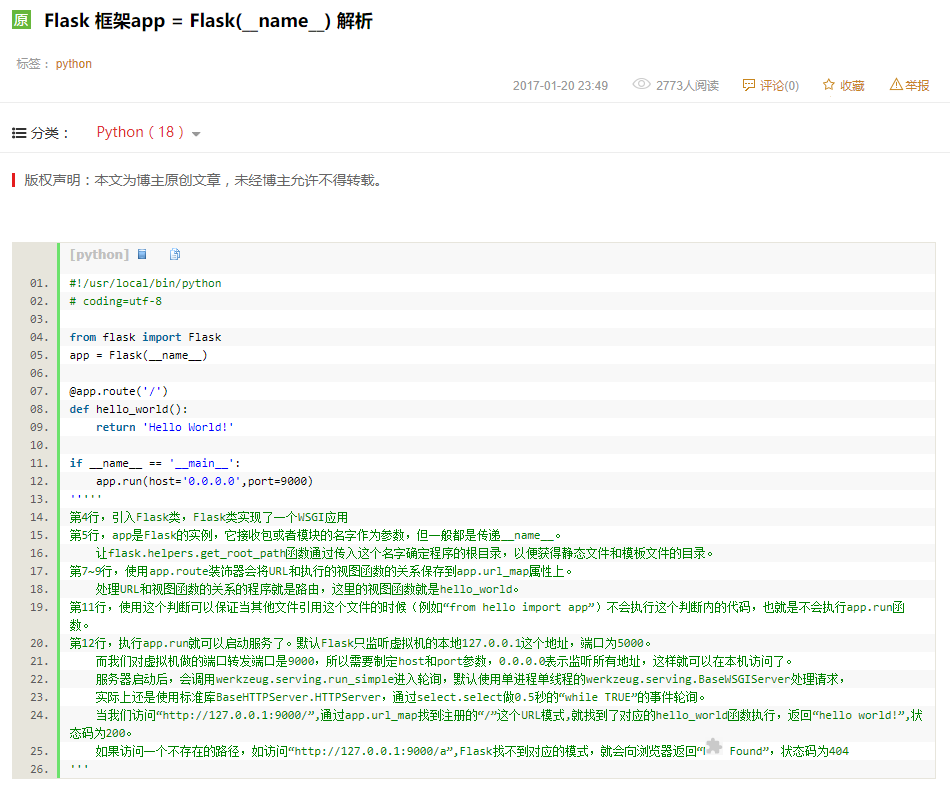 原 Flask 框架app = Flask(__name__) 解析
标签： python
2017-01-20 23:49 2773人阅读 评论(0) 收藏 举报
分类： Python（18）
版权声明：本文为博主原创文章，未经博主允许不得转载。
[python]
01. #!/usr/local/bin/python
02. # coding=utf-8
03.
04. from flask import Flask
05. app = Flask(__name__)
06.
07. @app.route('/')
08. def hello_world():
09. return 'Hello World!'
10.
11. if __name__ == '__main__':
12. app.run(host='0.0.0.0',port=9000)
13. '''''
14. 第4行，引入Flask类，Flask类实现了一个WSGI应用
15. 第5行，app是Flask的实例，它接收包或者模块的名字作为参数，但一般都是传递__name__。
16. 让flask.helpers.get_root_path函数通过传入这个名字确定程序的根目录，以便获得静态文件和模板文件的目录。
17. 第7~9行，使用app.route装饰器会将URL和执行的视图函数的关系保存到app.url_map属性上。
18. 处理URL和视图函数的关系的程序就是路由，这里的视图函数就是hello_world。
19. 第11行，使用这个判断可以保证当其他文件引用这个文件的时候（例如“from hello import app”）不会执行这个判断内的代码，也就是不会执行app.run函
数。
20. 第12行，执行app.run就可以启动服务了。默认Flask只监听虚拟机的本地127.0.0.1这个地址，端口为5000。
21. 而我们对虚拟机做的端口转发端口是9000，所以需要制定host和port参数，0.0.0.0表示监听所有地址，这样就可以在本机访问了。
22. 服务器启动后，会调用werkzeug.serving.run_simple进入轮询，默认使用单进程单线程的werkzeug.serving.BaseWSGIServer处理请求，
23. 实际上还是使用标准库BaseHTTPServer.HTTPServer，通过select.select做0.5秒的“while TRUE”的事件轮询。
24. 当我们访问“http://127.0.0.1:9000/”,通过app.url_map找到注册的“/”这个URL模式,就找到了对应的hello_world函数执行，返回“hello world!”,状
态码为200。
25. 如果访问一个不存在的路径，如访问“http://127.0.0.1:9000/a”,Flask找不到对应的模式，就会向浏览器返回“ Found”，状态码为404
26. '''